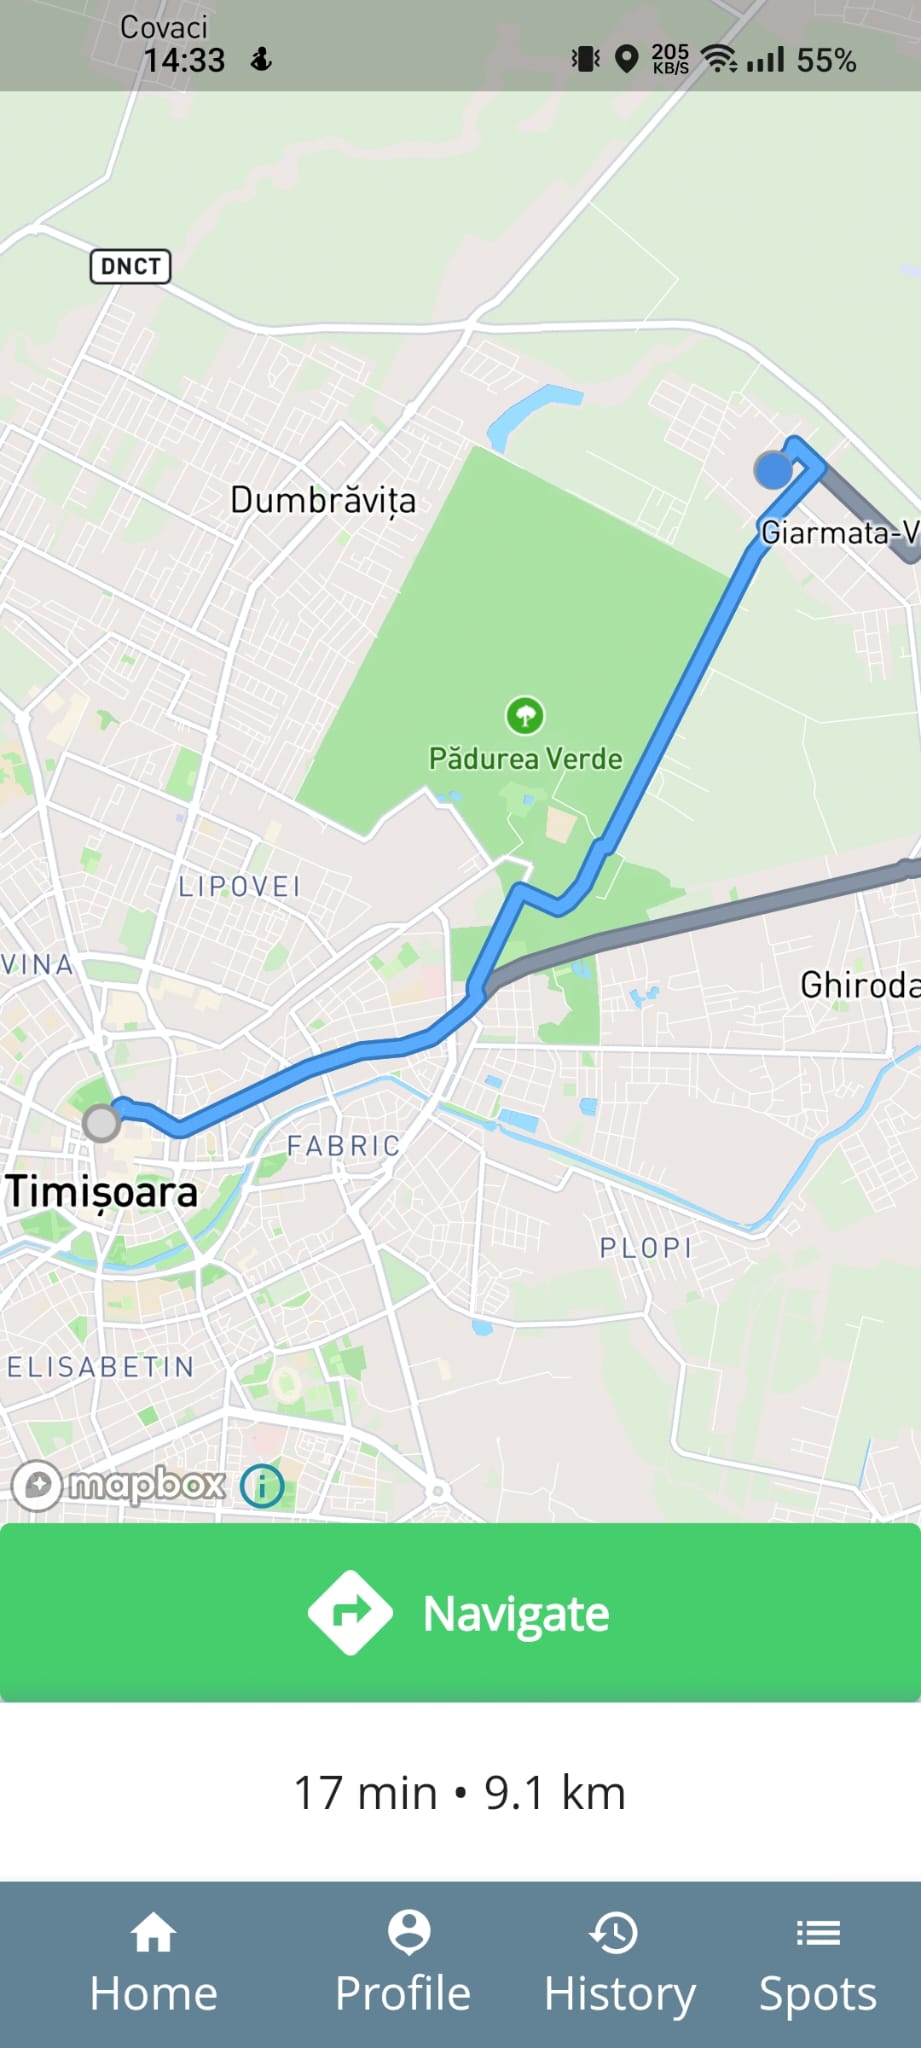 Covaci
14:33
205
KB/S
55%
DNCT
Dumbrăvița
Giarmata-V
Pădurea Verde
LIPOVEI
VINA
Ghiroda
FABRIC
Timișoara
PLOPI
ELISABETIN
mapbox
Navigate
17 min • 9.1 km
Home Profile History Spots